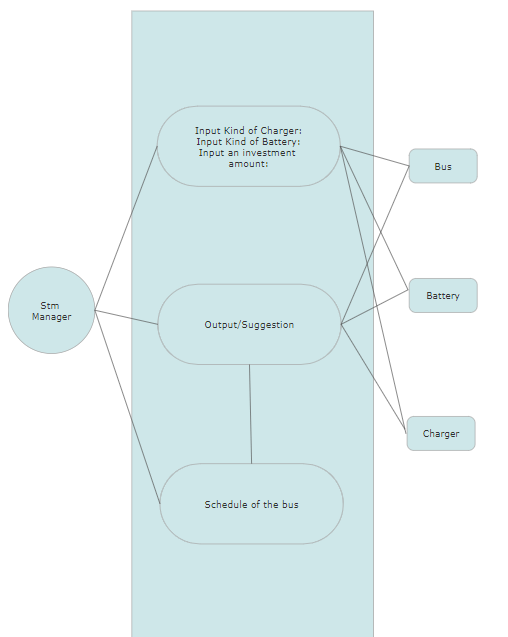 Input Kind of Charger:
Input Kind of Battery:
Input an investment
amount:
Bus
Stm
Manager
Battery
Output/Suggestion
Charger
Schedule of the bus